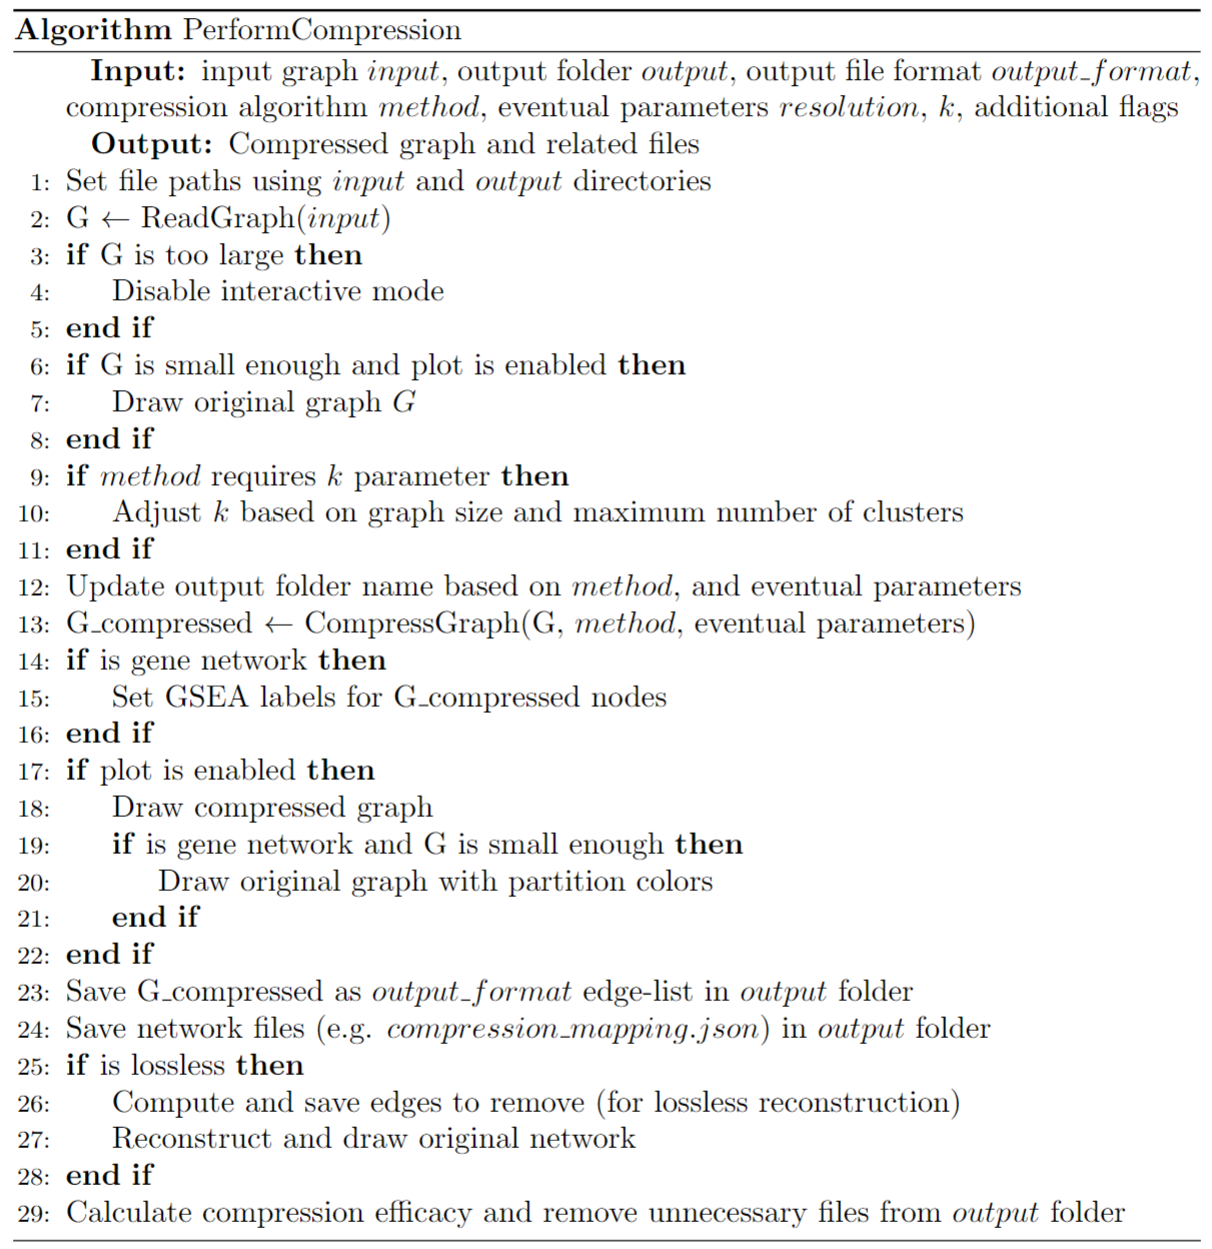 Algorithm PerformCompression
Input: input graph input, output folder output, output file format output_format,
compression algorithm method, eventual parameters resolution, k, additional flags
Output: Compressed graph and related files
1: Set file paths using input and output directories
2: G ← ReadGraph(input)
3: if G is too large then
4: Disable interactive mode
5: end if
6: if G is small enough and plot is enabled then
7: Draw original graph G
8: end if
9: if method requires k parameter then
10: Adjust k based on graph size and maximum number of clusters
11: end if
12: Update output folder name based on method, and eventual parameters
13: G_compressed ← CompressGraph(G, method, eventual parameters)
14: if is gene network then
15: Set GSEA labels for G_compressed nodes
16: end if
17: if plot is enabled then
18: Draw compressed graph
19: if is gene network and G is small enough then
20: Draw original graph with partition colors
21: end if
22: end if
23: Save G_compressed as output_format edge-list in output folder
24: Save network files (e.g. compression_mapping.json) in output folder
25: if is lossless then
26: Compute and save edges to remove (for lossless reconstruction)
27: Reconstruct and draw original network
28: end if
29: Calculate compression efficacy and remove unnecessary files from output folder